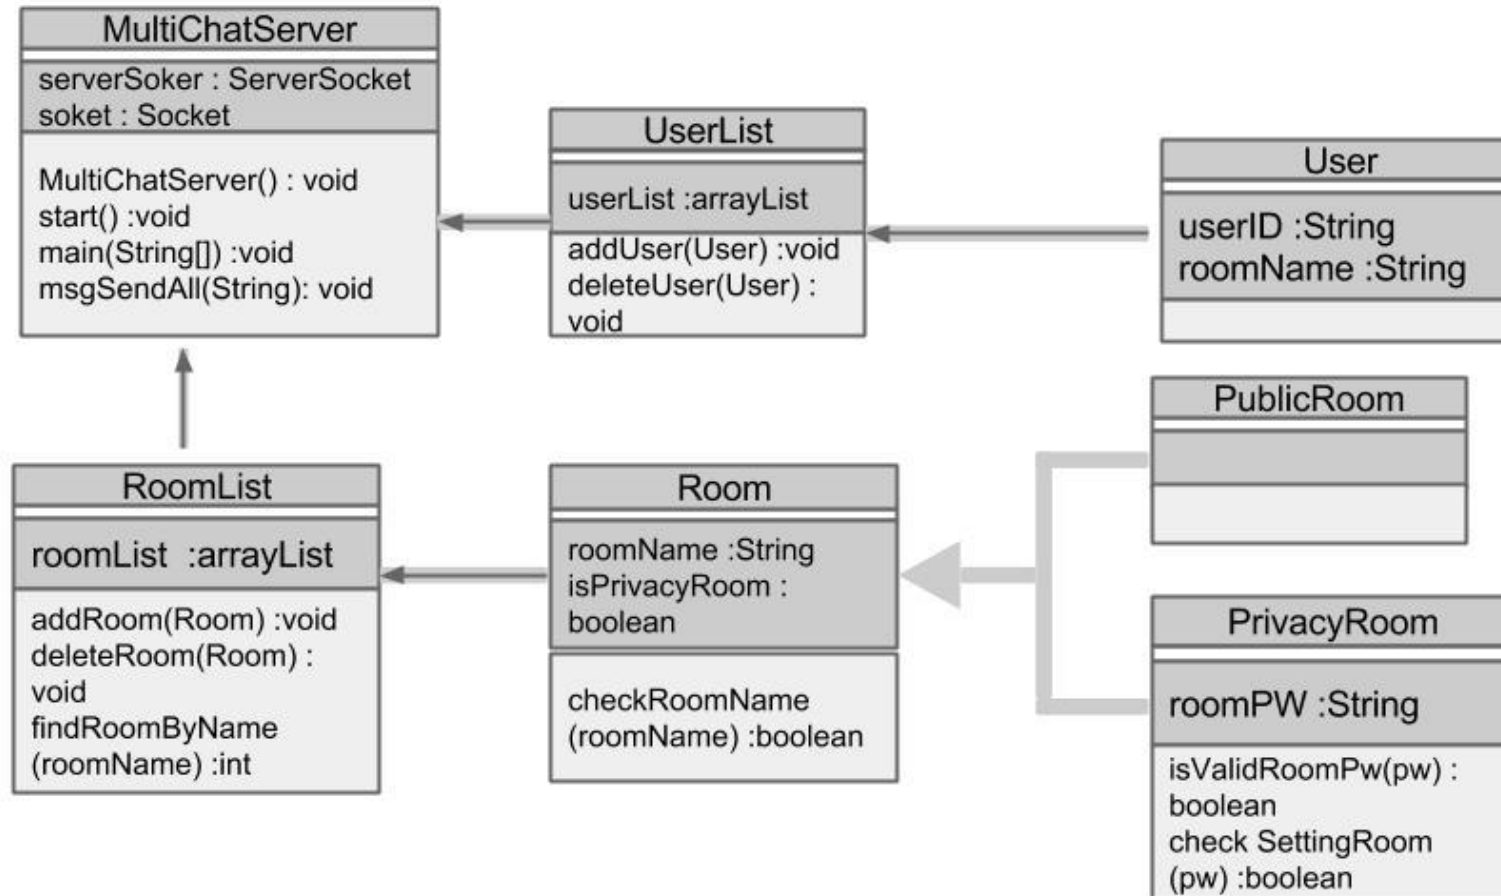 MultiChatServer
serverSoker : ServerSocket
soket : Socket
MultiChatServer() : void
start() :void
main(String[]) :void
msgSendAll(String): void
UserList
userList :arrayList
addUser(User) :void
deleteUser(User) :
void
User
userID :String
roomName :String
RoomList
roomList  :arrayList
addRoom(Room) :void
deleteRoom(Room) :
void
findRoomByName
(roomName) :int
Room
roomName :String
isPrivacyRoom :
boolean
checkRoomName
(roomName) :boolean
PublicRoom
PrivacyRoom
roomPW :String
isValidRoomPw(pw) :
boolean
check SettingRoom
(pw) :boolean